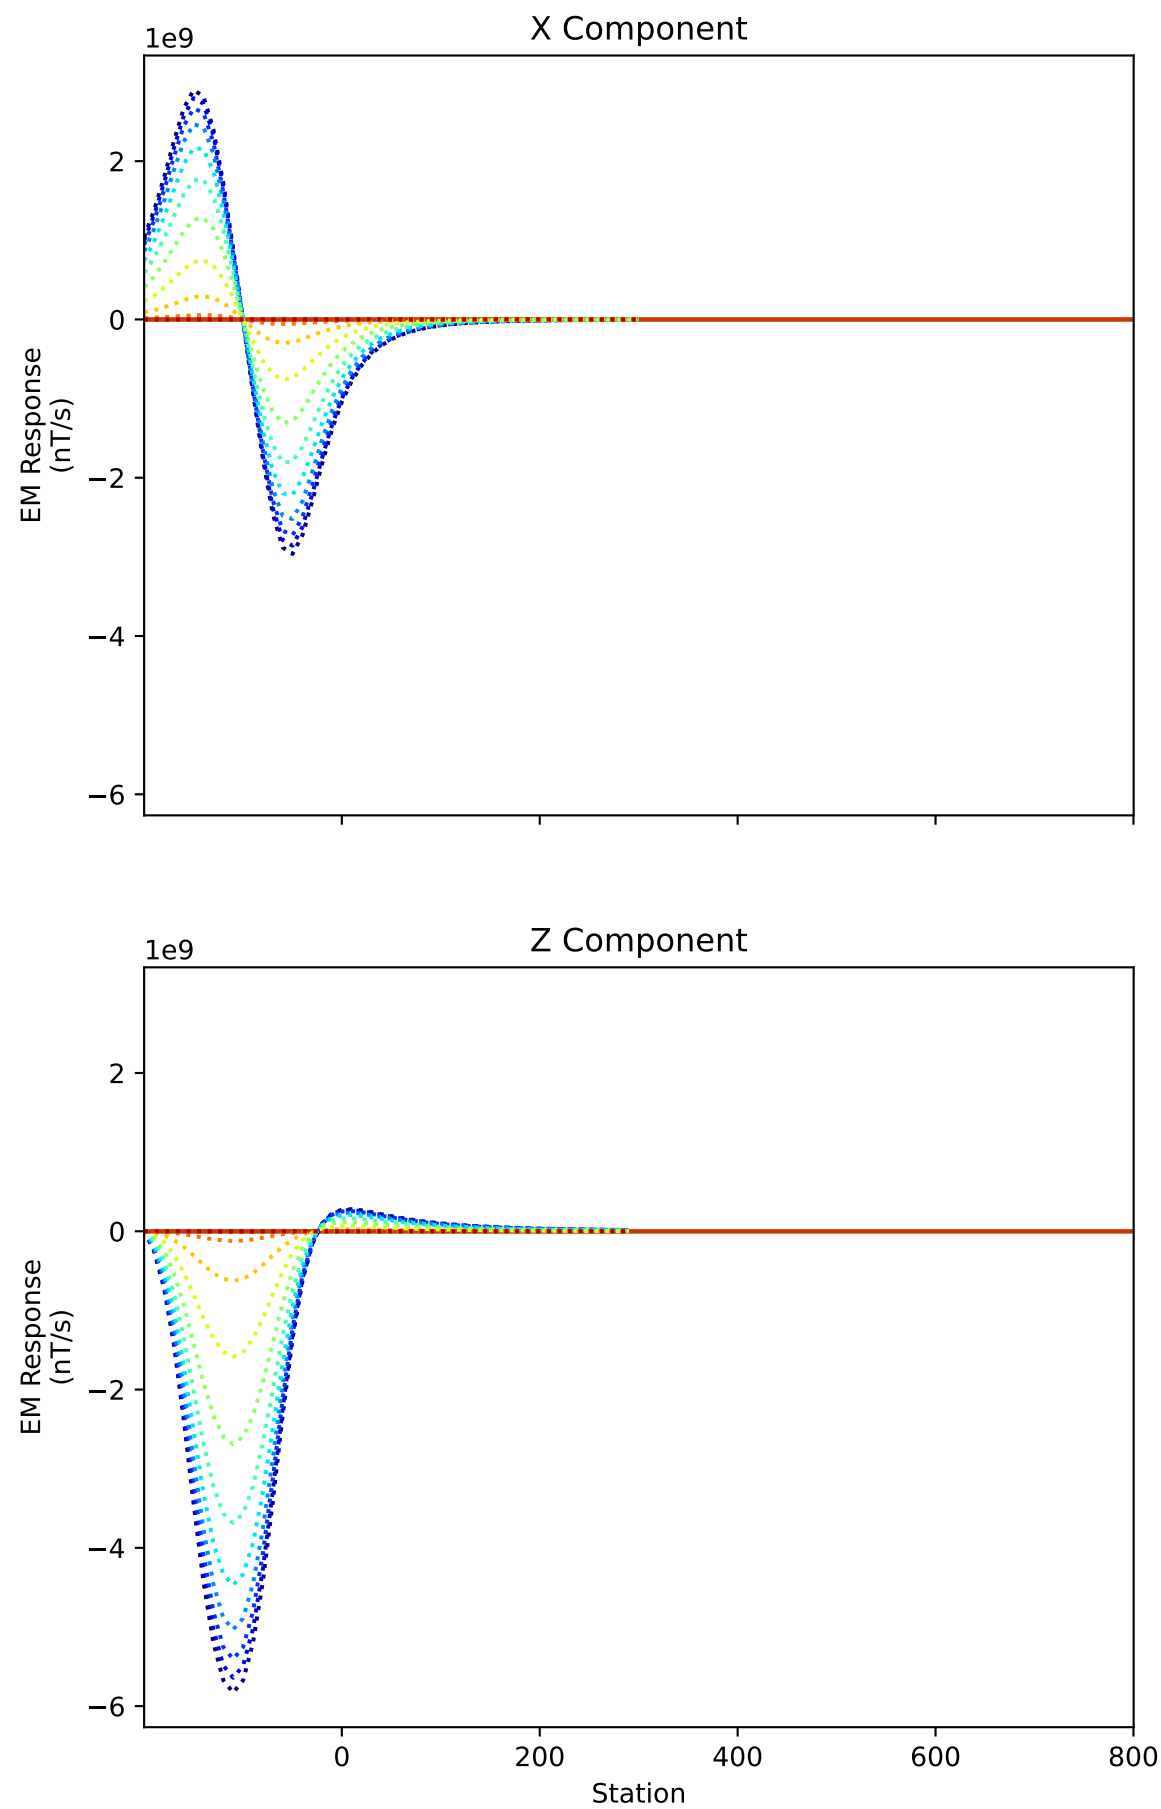 X Component
1e9
2
0
−2
−4
−6
EM Response
(nT/s)
Z Component
1e9
2
0
−2
−4
−6
EM Response
(nT/s)
0 200 400 600 800
Station